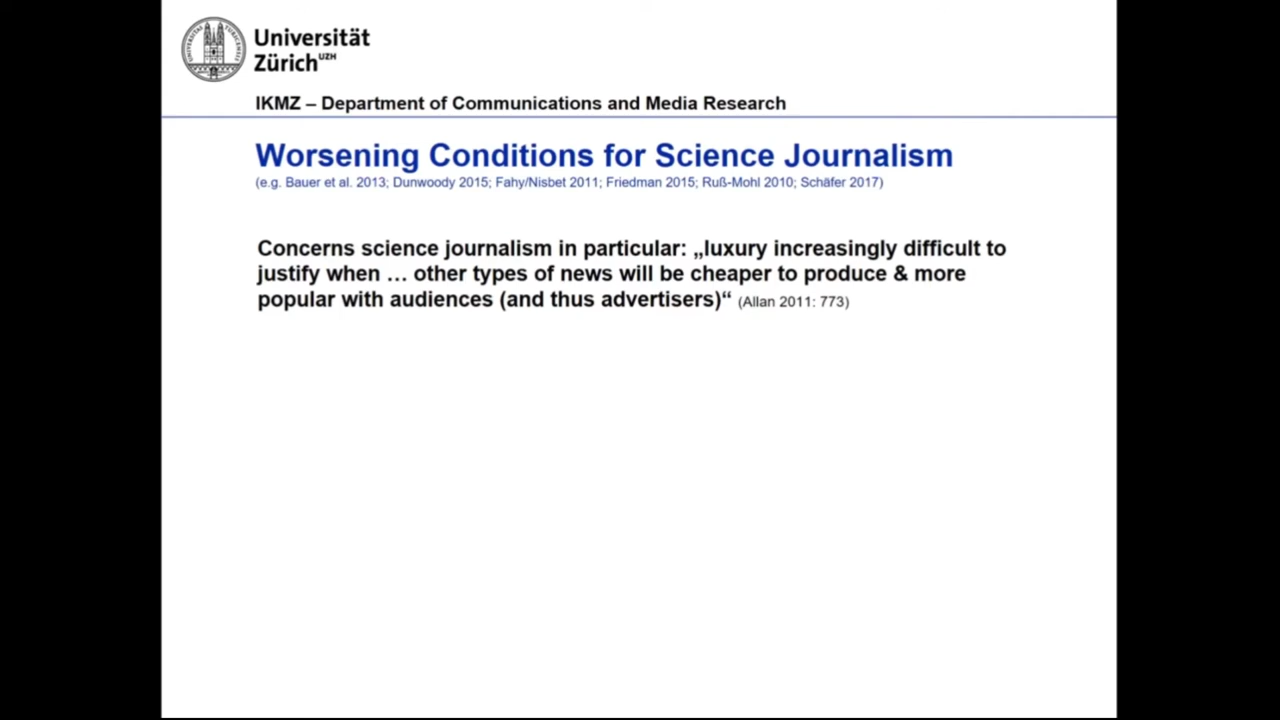 Universität
Zürich UZH
IKMZ – Department of Communications and Media Research
Worsening Conditions for Science Journalism
(e.g. Bauer et al. 2013; Dunwoody 2015; Fahy/Nisbet 2011; Friedman 2015; Ruß-Mohl 2010; Schäfer 2017)
Concerns science journalism in particular: „luxury increasingly difficult to
justify when … other types of news will be cheaper to produce & more
popular with audiences (and thus advertisers)“ (Allan 2011: 773)